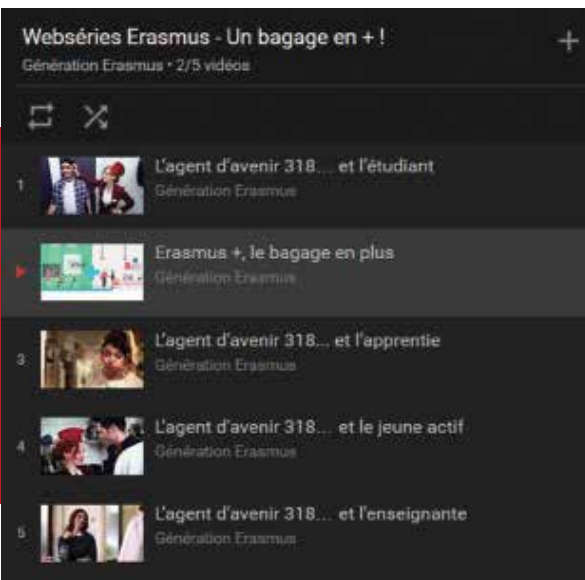 Webséries Erasmus - Un bagage en + !
Génération Erasmus • 2/5 vidéos
1
L'agent d'avenir 318... et l'étudiant
Génération Erasmus
Erasmus +, le bagage en plus
Génération Erasmus
3
L'agent d'avenir 318... et l'apprentie
Génération Erasmus
4
L'agent d'avenir 318... et le jeune actif
Génération Erasmus
5
L'agent d'avenir 318... et l'enseignante
Génération Erasmus